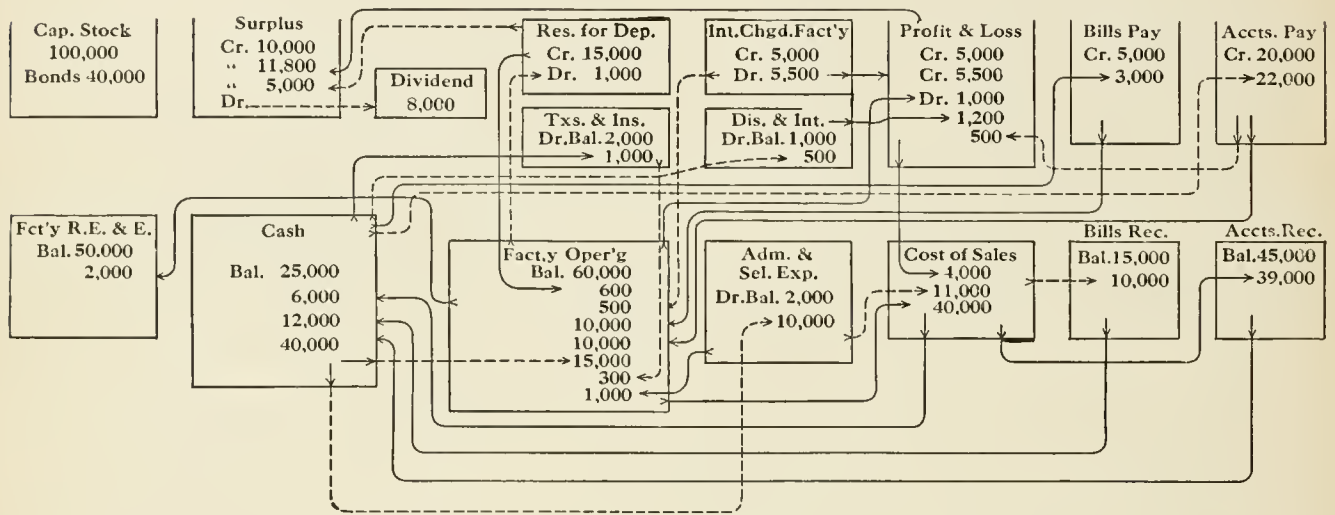 Cap. Stock
100,000
Bonds 40,000
Surplus
Cr. 10,000
“ 11,800
“ 5,000
Dr.
Dividend
8,000
Res. for Dep.
Cr. 15,000
Dr. 1,000
Int.Chgd.Fact'y
Cr. 5,000
Dr. 5,500
Profit & Loss
Cr. 5,000
Cr. 5,500
Dr. 1,000
1,200
500
Bills Pay
Cr. 5,000
3,000
Accts. Pay
Cr. 20,000
22,000
Txs. & Ins.
Dr.Bal. 2,000
1,000
Dis. & Int.
Dr.Bal. 1,000
500
Fct'y R.E. & E.
Bal. 50.000
2,000
Cash
Bal. 25,000
6,000
12,000
40,000
Fact,y Oper'g
Bal. 60,000
600
500
10,000
10,000
15,000
300
1,000
Adm. &
Sel. Exp.
Dr.Bal. 2,000
10,000
Cost of Sales
4,000
11,000
40,000
Bills Rec.
Bal.15,000
10,000
Accts.Rec.
Bal.45,000
39,000